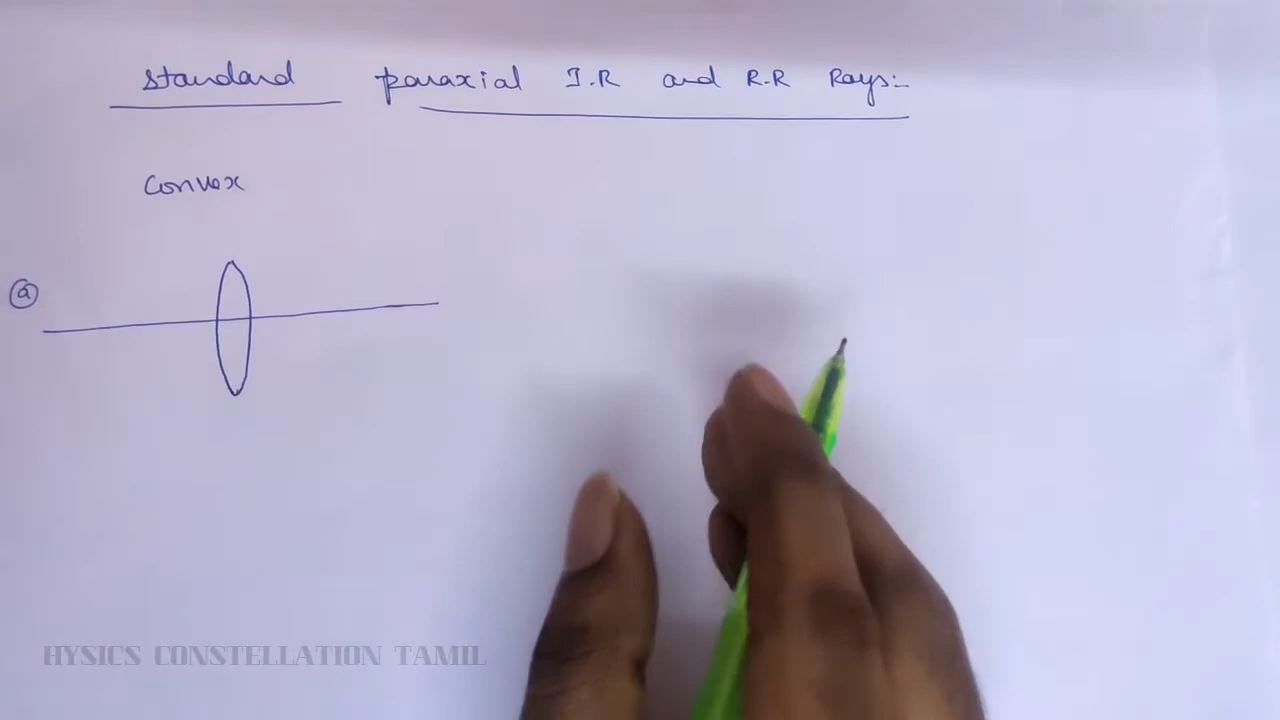 Standard paraxial I.R and R.R Rays:-
Convex
a
HYSICS CONSTELLATION TAMIL